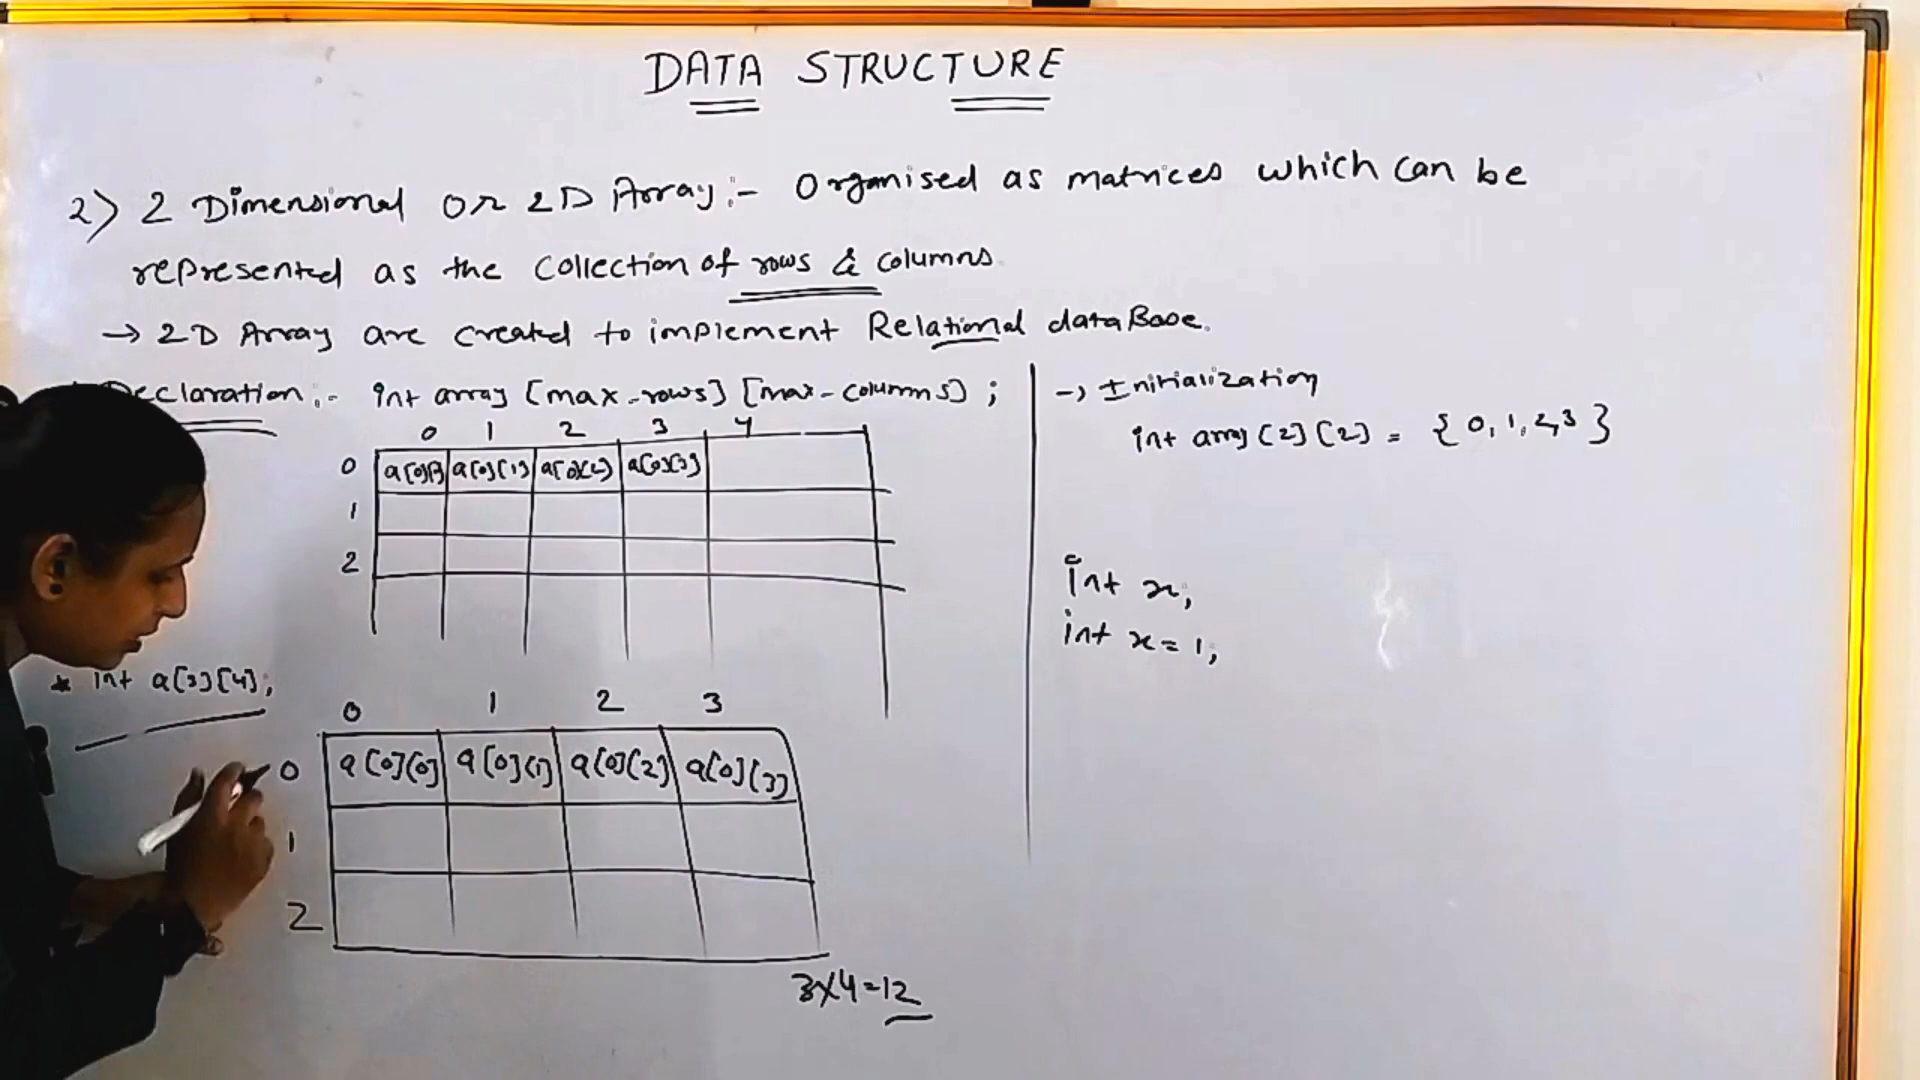 DATA STRUCTURE
2) 2 Dimensional or 2D Array:- Organised as matrices which can be
represented as the collection of rows & columns
→ 2D Array are created to implement Relational dataBase.
eclaration:- int array [max-rows] [max-columns];
0 1 2 3 4
0 a[0][0] a[0][1] a[0][2] a[0][3]
1
2
* int a[3][4];
0 1 2 3
0 a[0][0] a[0][1] a[0][2] a[0][3]
1
2
3x4=12
→ Initialization
int array [2][2] = {0,1,2,3}
int x;
int x=1;